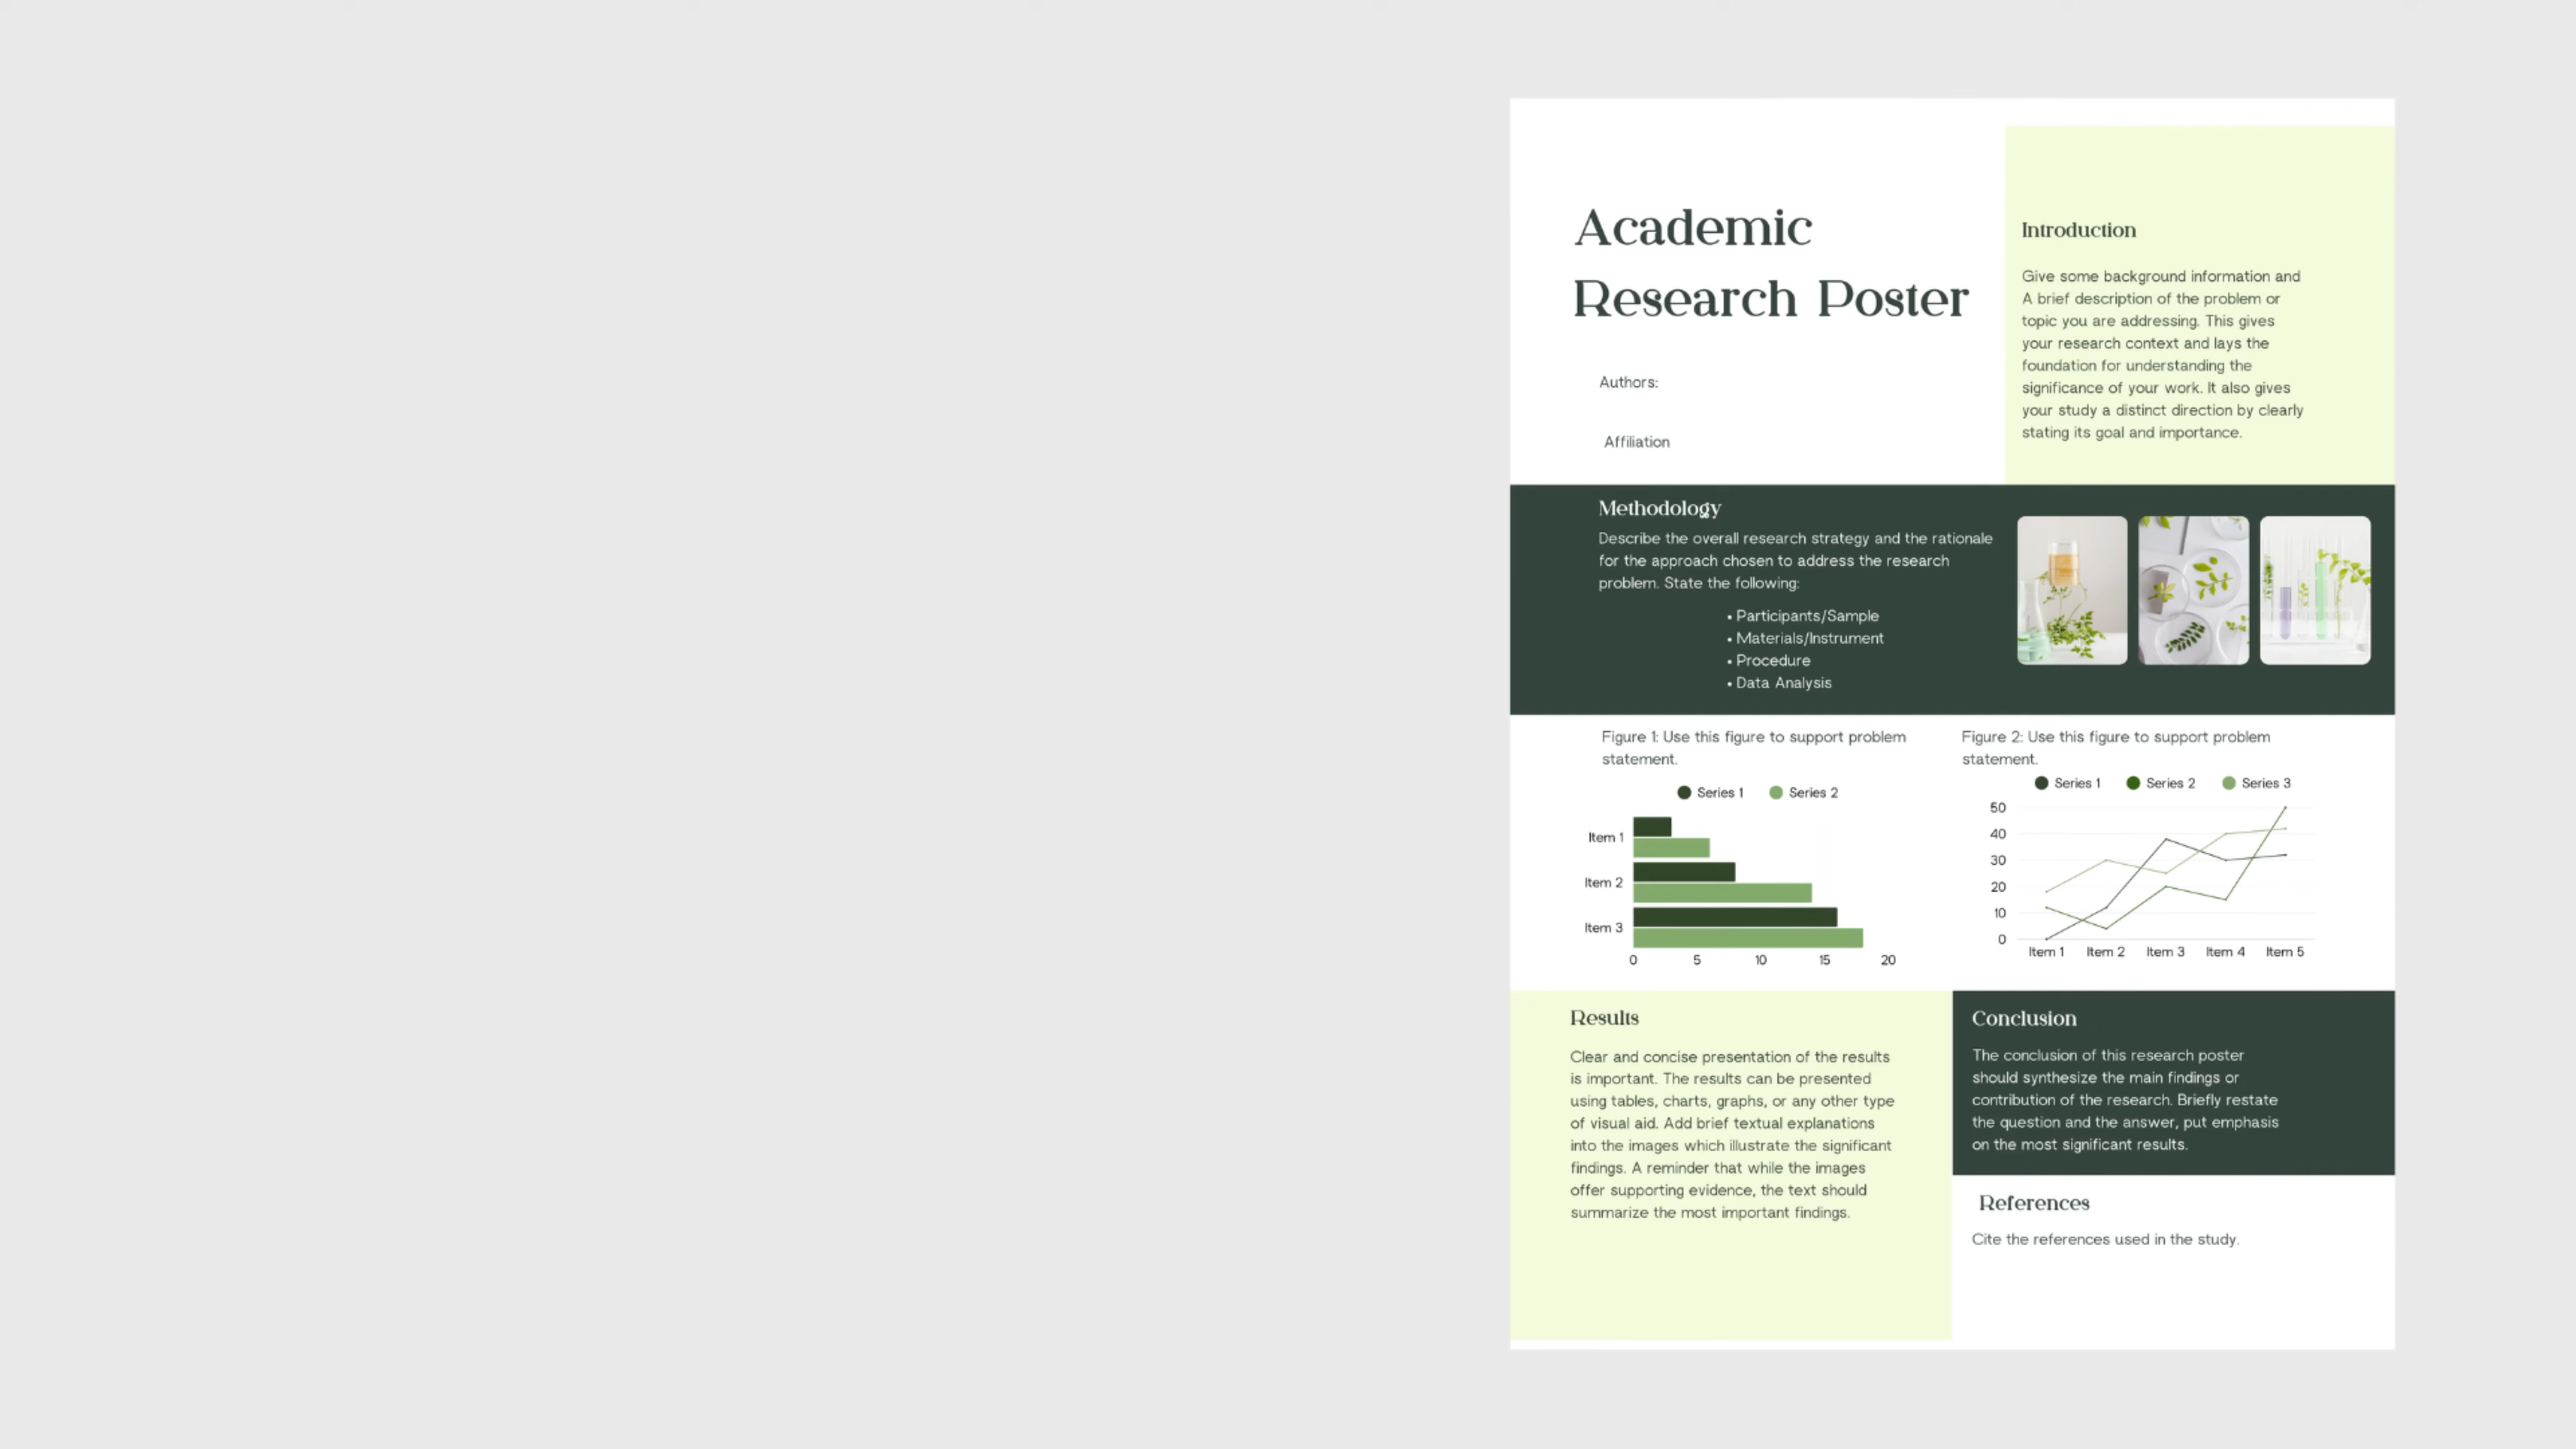 Academic
Research Poster
Authors:
Affiliation
Introduction
Give some background information and
A brief description of the problem or
topic you are addressing. This gives
your research context and lays the
foundation for understanding the
significance of your work. It also gives
your study a distinct direction by clearly
stating its goal and importance.
Methodology
Describe the overall research strategy and the rationale
for the approach chosen to address the research
problem. State the following:
• Participants/Sample
• Materials/Instrument
• Procedure
• Data Analysis
Figure 1: Use this figure to support problem
statement.
Series 1 Series 2
Item 1
Item 2
Item 3
0 5 10 15 20
Figure 2: Use this figure to support problem
statement.
Series 1 Series 2 Series 3
50
40
30
20
10
0
Item 1 Item 2 Item 3 Item 4 Item 5
Results
Clear and concise presentation of the results
is important. The results can be presented
using tables, charts, graphs, or any other type
of visual aid. Add brief textual explanations
into the images which illustrate the significant
findings. A reminder that while the images
offer supporting evidence, the text should
summarize the most important findings.
Conclusion
The conclusion of this research poster
should synthesize the main findings or
contribution of the research. Briefly restate
the question and the answer, put emphasis
on the most significant results.
References
Cite the references used in the study.